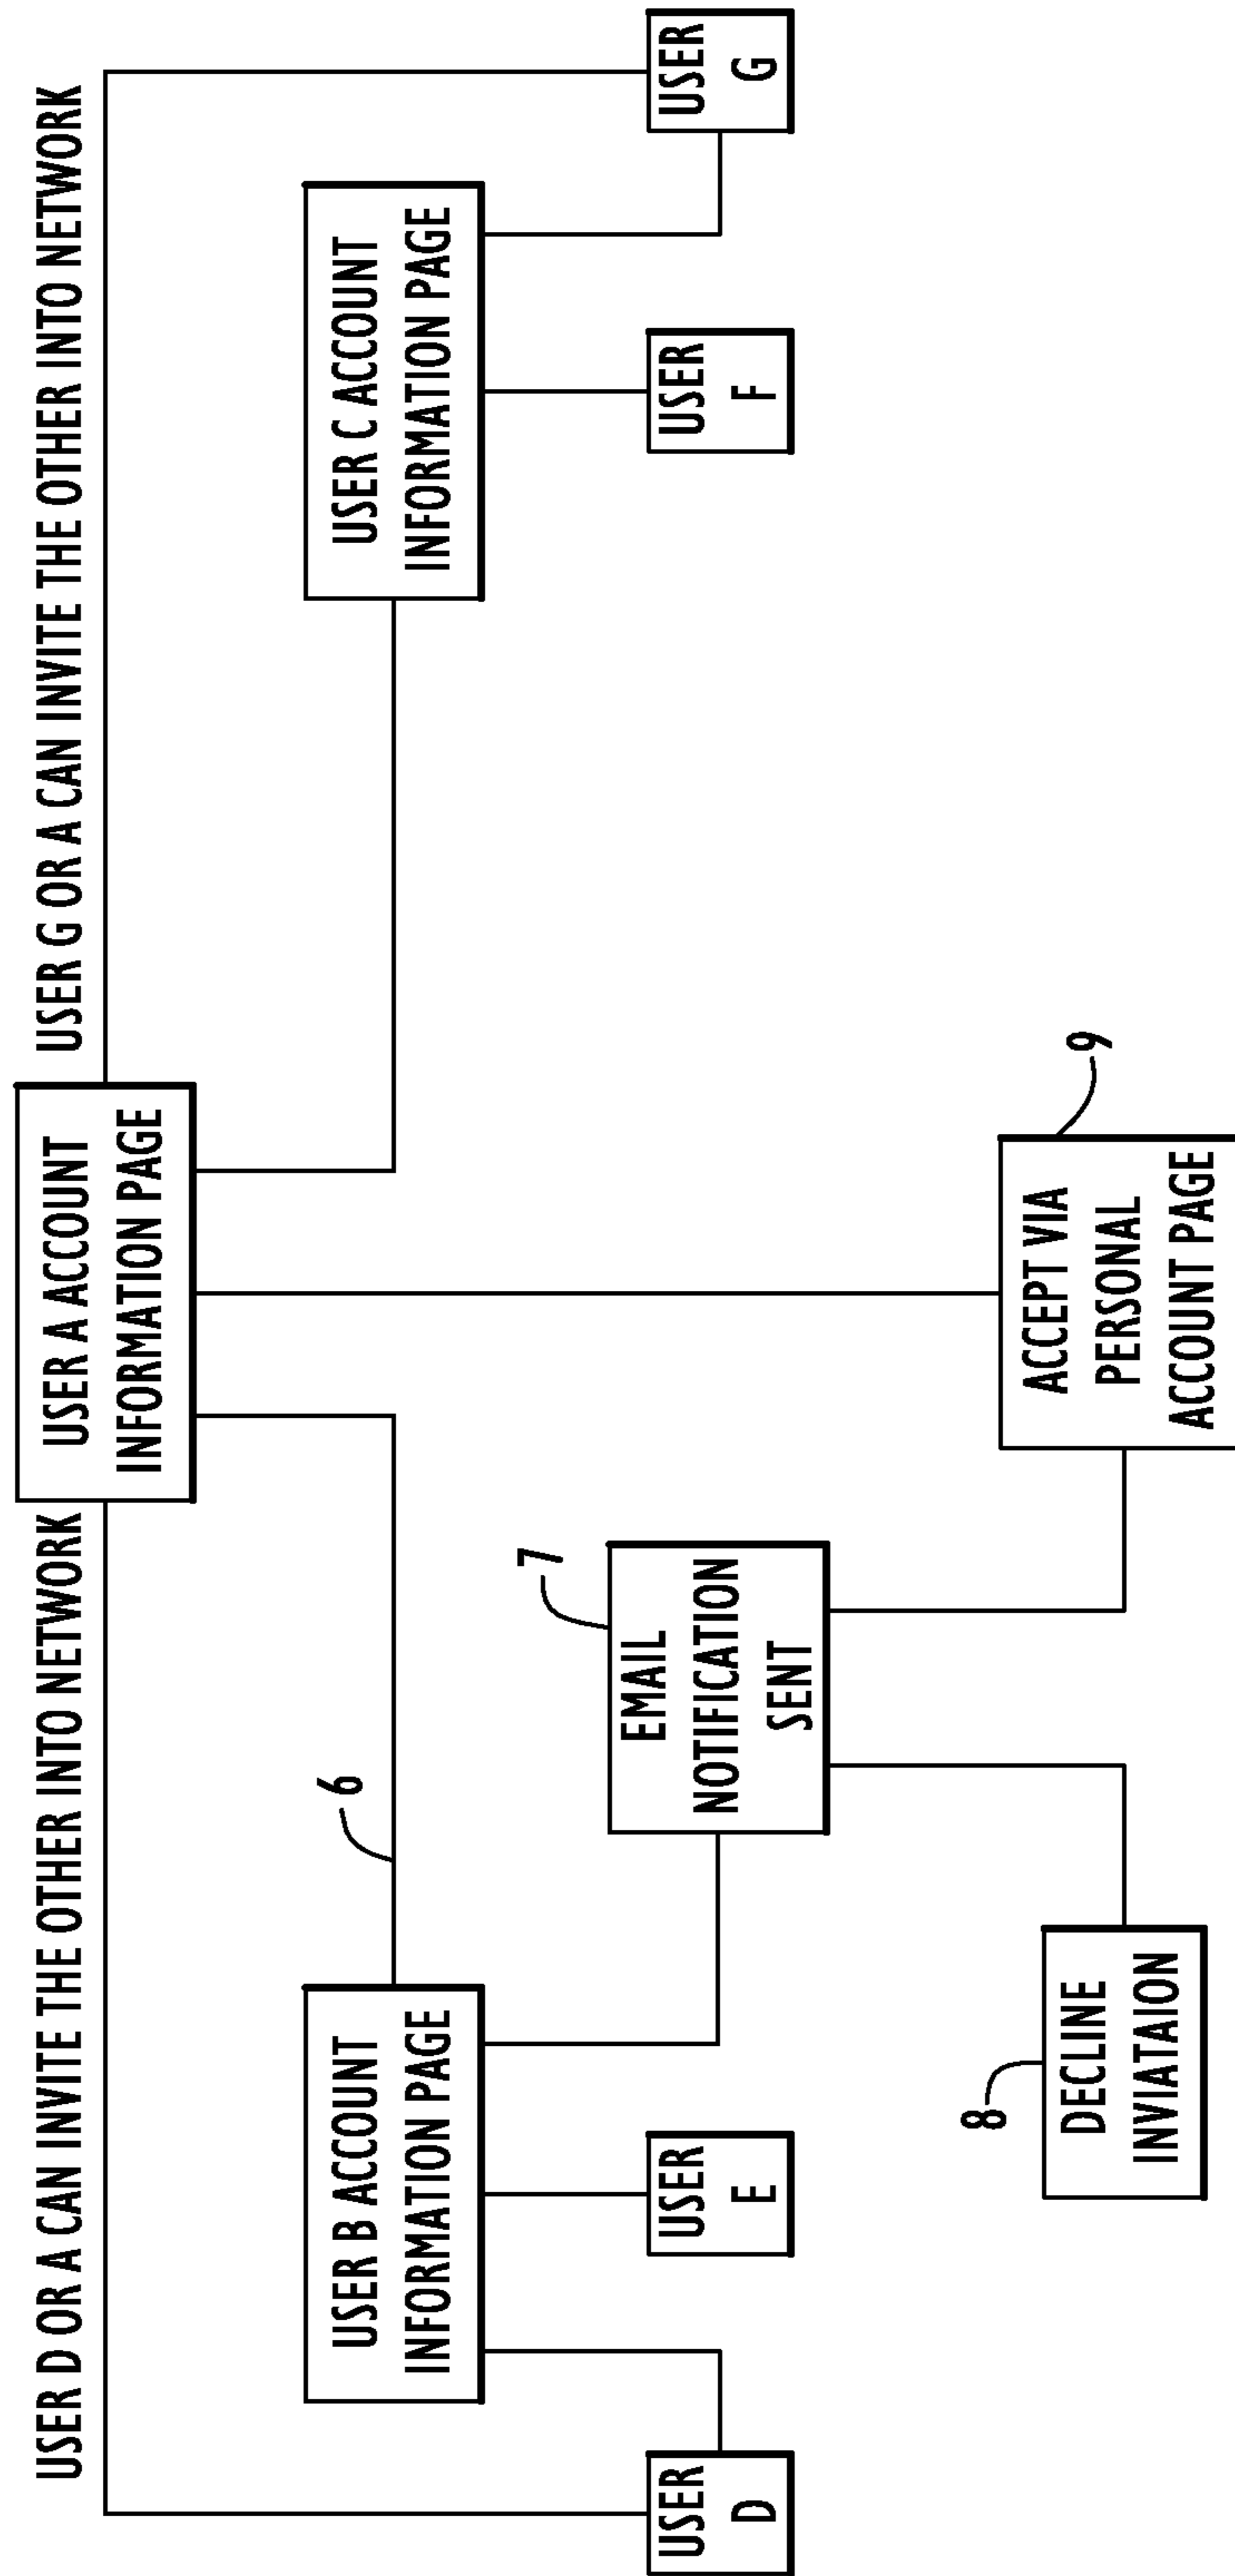 USER D OR A CAN INVITE THE OTHER INTO NETWORK
USER A ACCOUNT
INFORMATION PAGE
USER G OR A CAN INVITE THE OTHER INTO NETWORK
USER B ACCOUNT
INFORMATION PAGE
6
USER C ACCOUNT
INFORMATION PAGE
USER
D
USER
E
7
EMAIL
NOTIFICATION
SENT
USER
F
USER
G
8
DECLINE
INVIATAION
9
ACCEPT VIA
PERSONAL
ACCOUNT PAGE